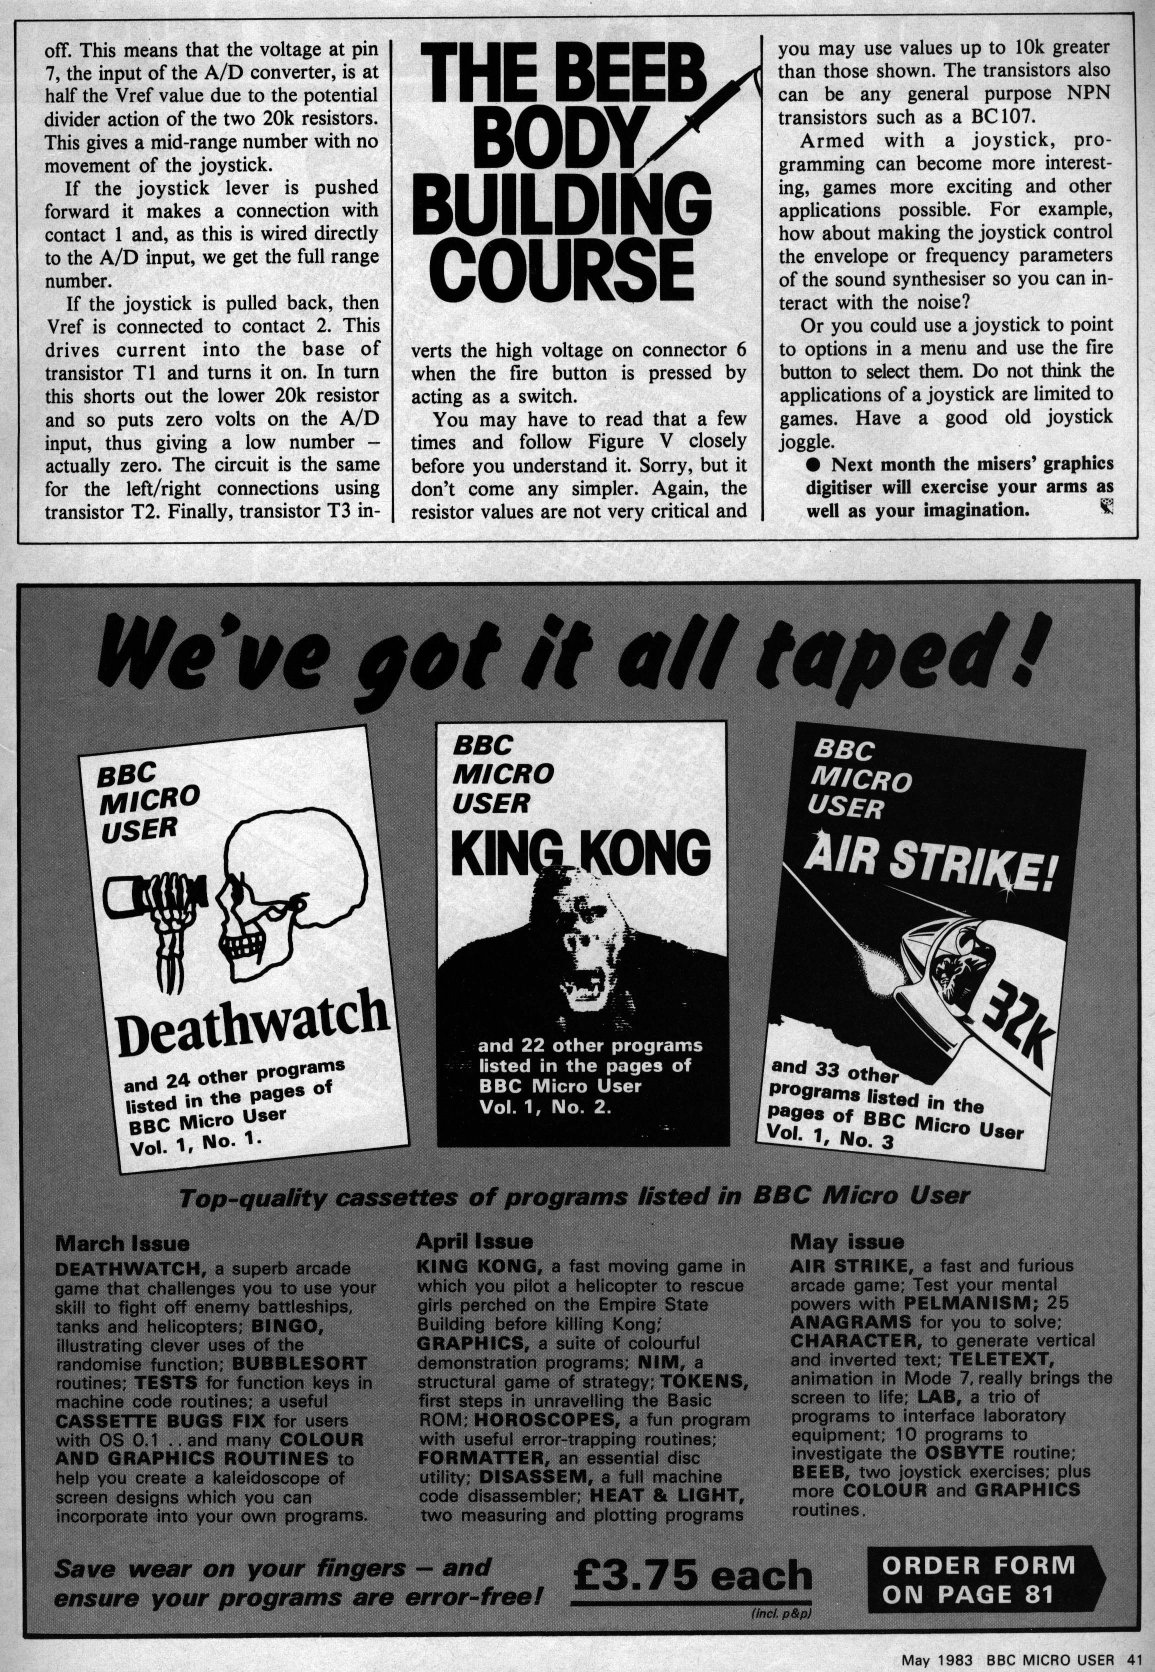 off. This means that the voltage at pin
7, the input of the A/D converter, is at
half the Vref value due to the potential
divider action of the two 20k resistors.
This gives a mid-range number with no
movement of the joystick.
If the joystick lever is pushed
forward it makes a connection with
contact 1 and, as this is wired directly
to the A/D input, we get the full range
number.
If the joystick is pulled back, then
Vref is connected to contact 2. This
drives current into the base of
transistor T1 and turns it on. In turn
this shorts out the lower 20k resistor
and so puts zero volts on the A/D
input, thus giving a low number –
actually zero. The circuit is the same
for the left/right connections using
transistor T2. Finally, transistor T3 in-
THE BEEB
BODY
BUILDING
COURSE
verts the high voltage on connector 6
when the fire button is pressed by
acting as a switch.
You may have to read that a few
times and follow Figure V closely
before you understand it. Sorry, but it
don't come any simpler. Again, the
resistor values are not very critical and
you may use values up to 10k greater
than those shown. The transistors also
can be any general purpose NPN
transistors such as a BC107.
Armed with a joystick, pro-
gramming can become more interest-
ing, games more exciting and other
applications possible. For example,
how about making the joystick control
the envelope or frequency parameters
of the sound synthesiser so you can in-
teract with the noise?
Or you could use a joystick to point
to options in a menu and use the fire
button to select them. Do not think the
applications of a joystick are limited to
games. Have a good old joystick
joggle.
● Next month the misers' graphics
digitiser will exercise your arms as
well as your imagination.
We've got it all taped!
BBC
MICRO
USER
Deathwatch
and 24 other programs
listed in the pages of
BBC Micro User
Vol. 1, No. 1.
BBC
MICRO
USER
KING KONG
and 22 other programs
listed in the pages of
BBC Micro User
Vol. 1, No. 2.
BBC
MICRO
USER
AIR STRIKE!
32K
and 33 other
programs listed in the
pages of BBC Micro User
Vol. 1, No. 3
Top-quality cassettes of programs listed in BBC Micro User
March Issue
DEATHWATCH, a superb arcade
game that challenges you to use your
skill to fight off enemy battleships,
tanks and helicopters; BINGO,
illustrating clever uses of the
randomise function; BUBBLESORT
routines; TESTS for function keys in
machine code routines; a useful
CASSETTE BUGS FIX for users
with OS 0.1 .. and many COLOUR
AND GRAPHICS ROUTINES to
help you create a kaleidoscope of
screen designs which you can
incorporate into your own programs.
April Issue
KING KONG, a fast moving game in
which you pilot a helicopter to rescue
girls perched on the Empire State
Building before killing Kong;
GRAPHICS, a suite of colourful
demonstration programs; NIM, a
structural game of strategy; TOKENS,
first steps in unravelling the Basic
ROM; HOROSCOPES, a fun program
with useful error-trapping routines;
FORMATTER, an essential disc
utility; DISASSEM, a full machine
code disassembler; HEAT & LIGHT,
two measuring and plotting programs
May issue
AIR STRIKE, a fast and furious
arcade game; Test your mental
powers with PELMANISM; 25
ANAGRAMS for you to solve;
CHARACTER, to generate vertical
and inverted text; TELETEXT,
animation in Mode 7, really brings the
screen to life; LAB, a trio of
programs to interface laboratory
equipment; 10 programs to
investigate the OSBYTE routine;
BEEB, two joystick exercises; plus
more COLOUR and GRAPHICS
routines.
Save wear on your fingers – and
ensure your programs are error-free!
£3.75 each
(incl. p&p)
ORDER FORM
ON PAGE 81
May 1983 BBC MICRO USER 41